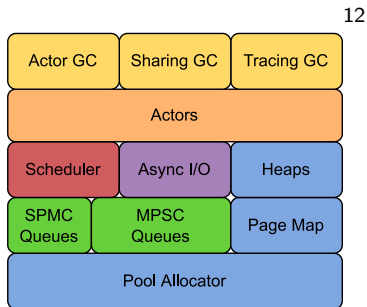 12
Actor GC Sharing GC Tracing GC
Actors
Scheduler Async I/O Heaps
SPMC
Queues
MPSC
Queues
Page Map
Pool Allocator